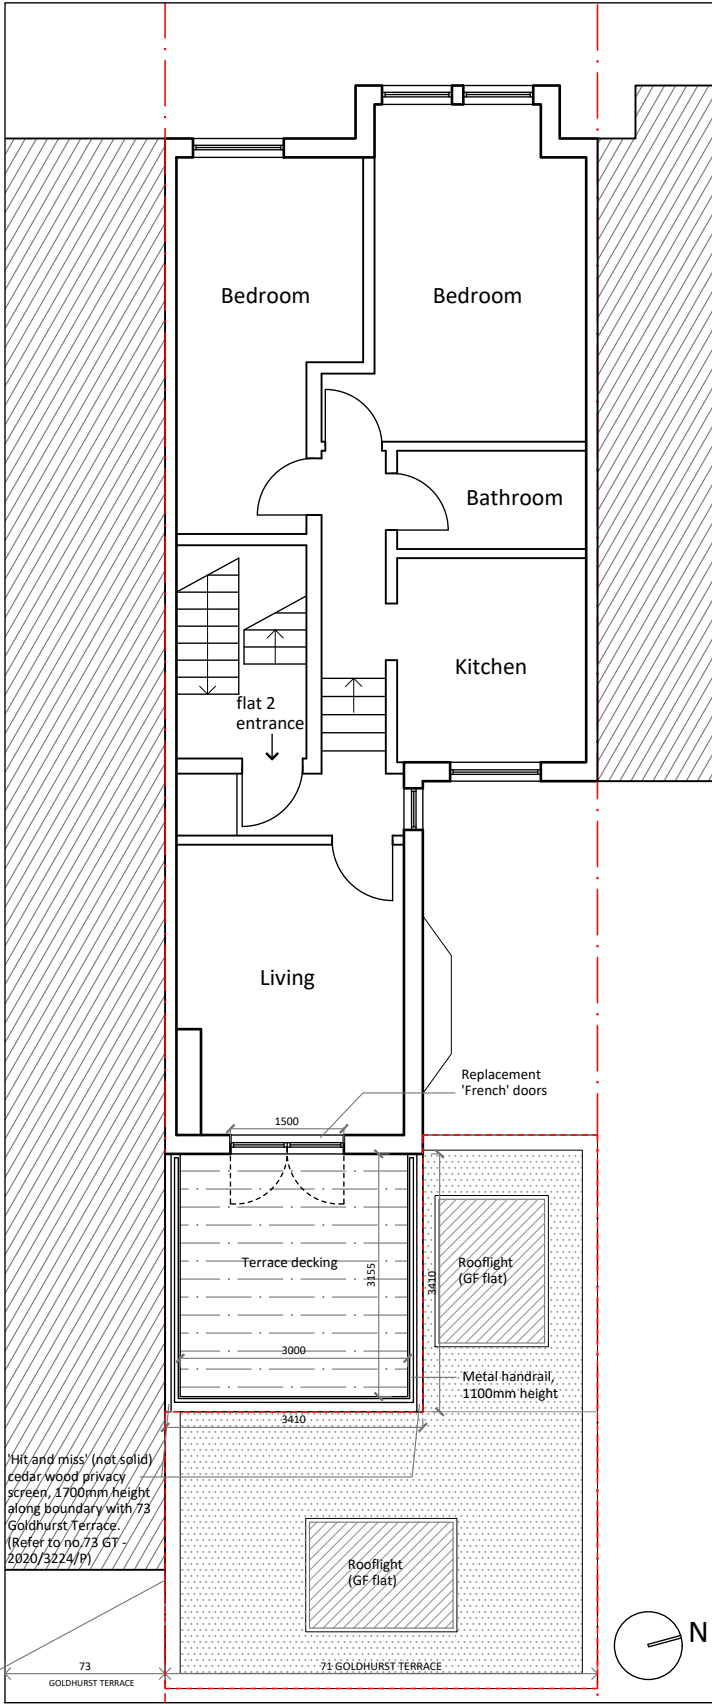 Bedroom
Bedroom
Bathroom
Kitchen
flat 2
entrance
Living
Replacement
'French' doors
1500
Terrace decking
3155
3410
Rooflight
(GF flat)
3000
Metal handrail,
1100mm height
3410
'Hit and miss' (not solid)
cedar wood privacy
screen, 1700mm height
along boundary with 73
Goldhurst Terrace.
(Refer to no.73 GT -
2020/3224/P)
Rooflight
(GF flat)
N
73
GOLDHURST TERRACE
71 GOLDHURST TERRACE